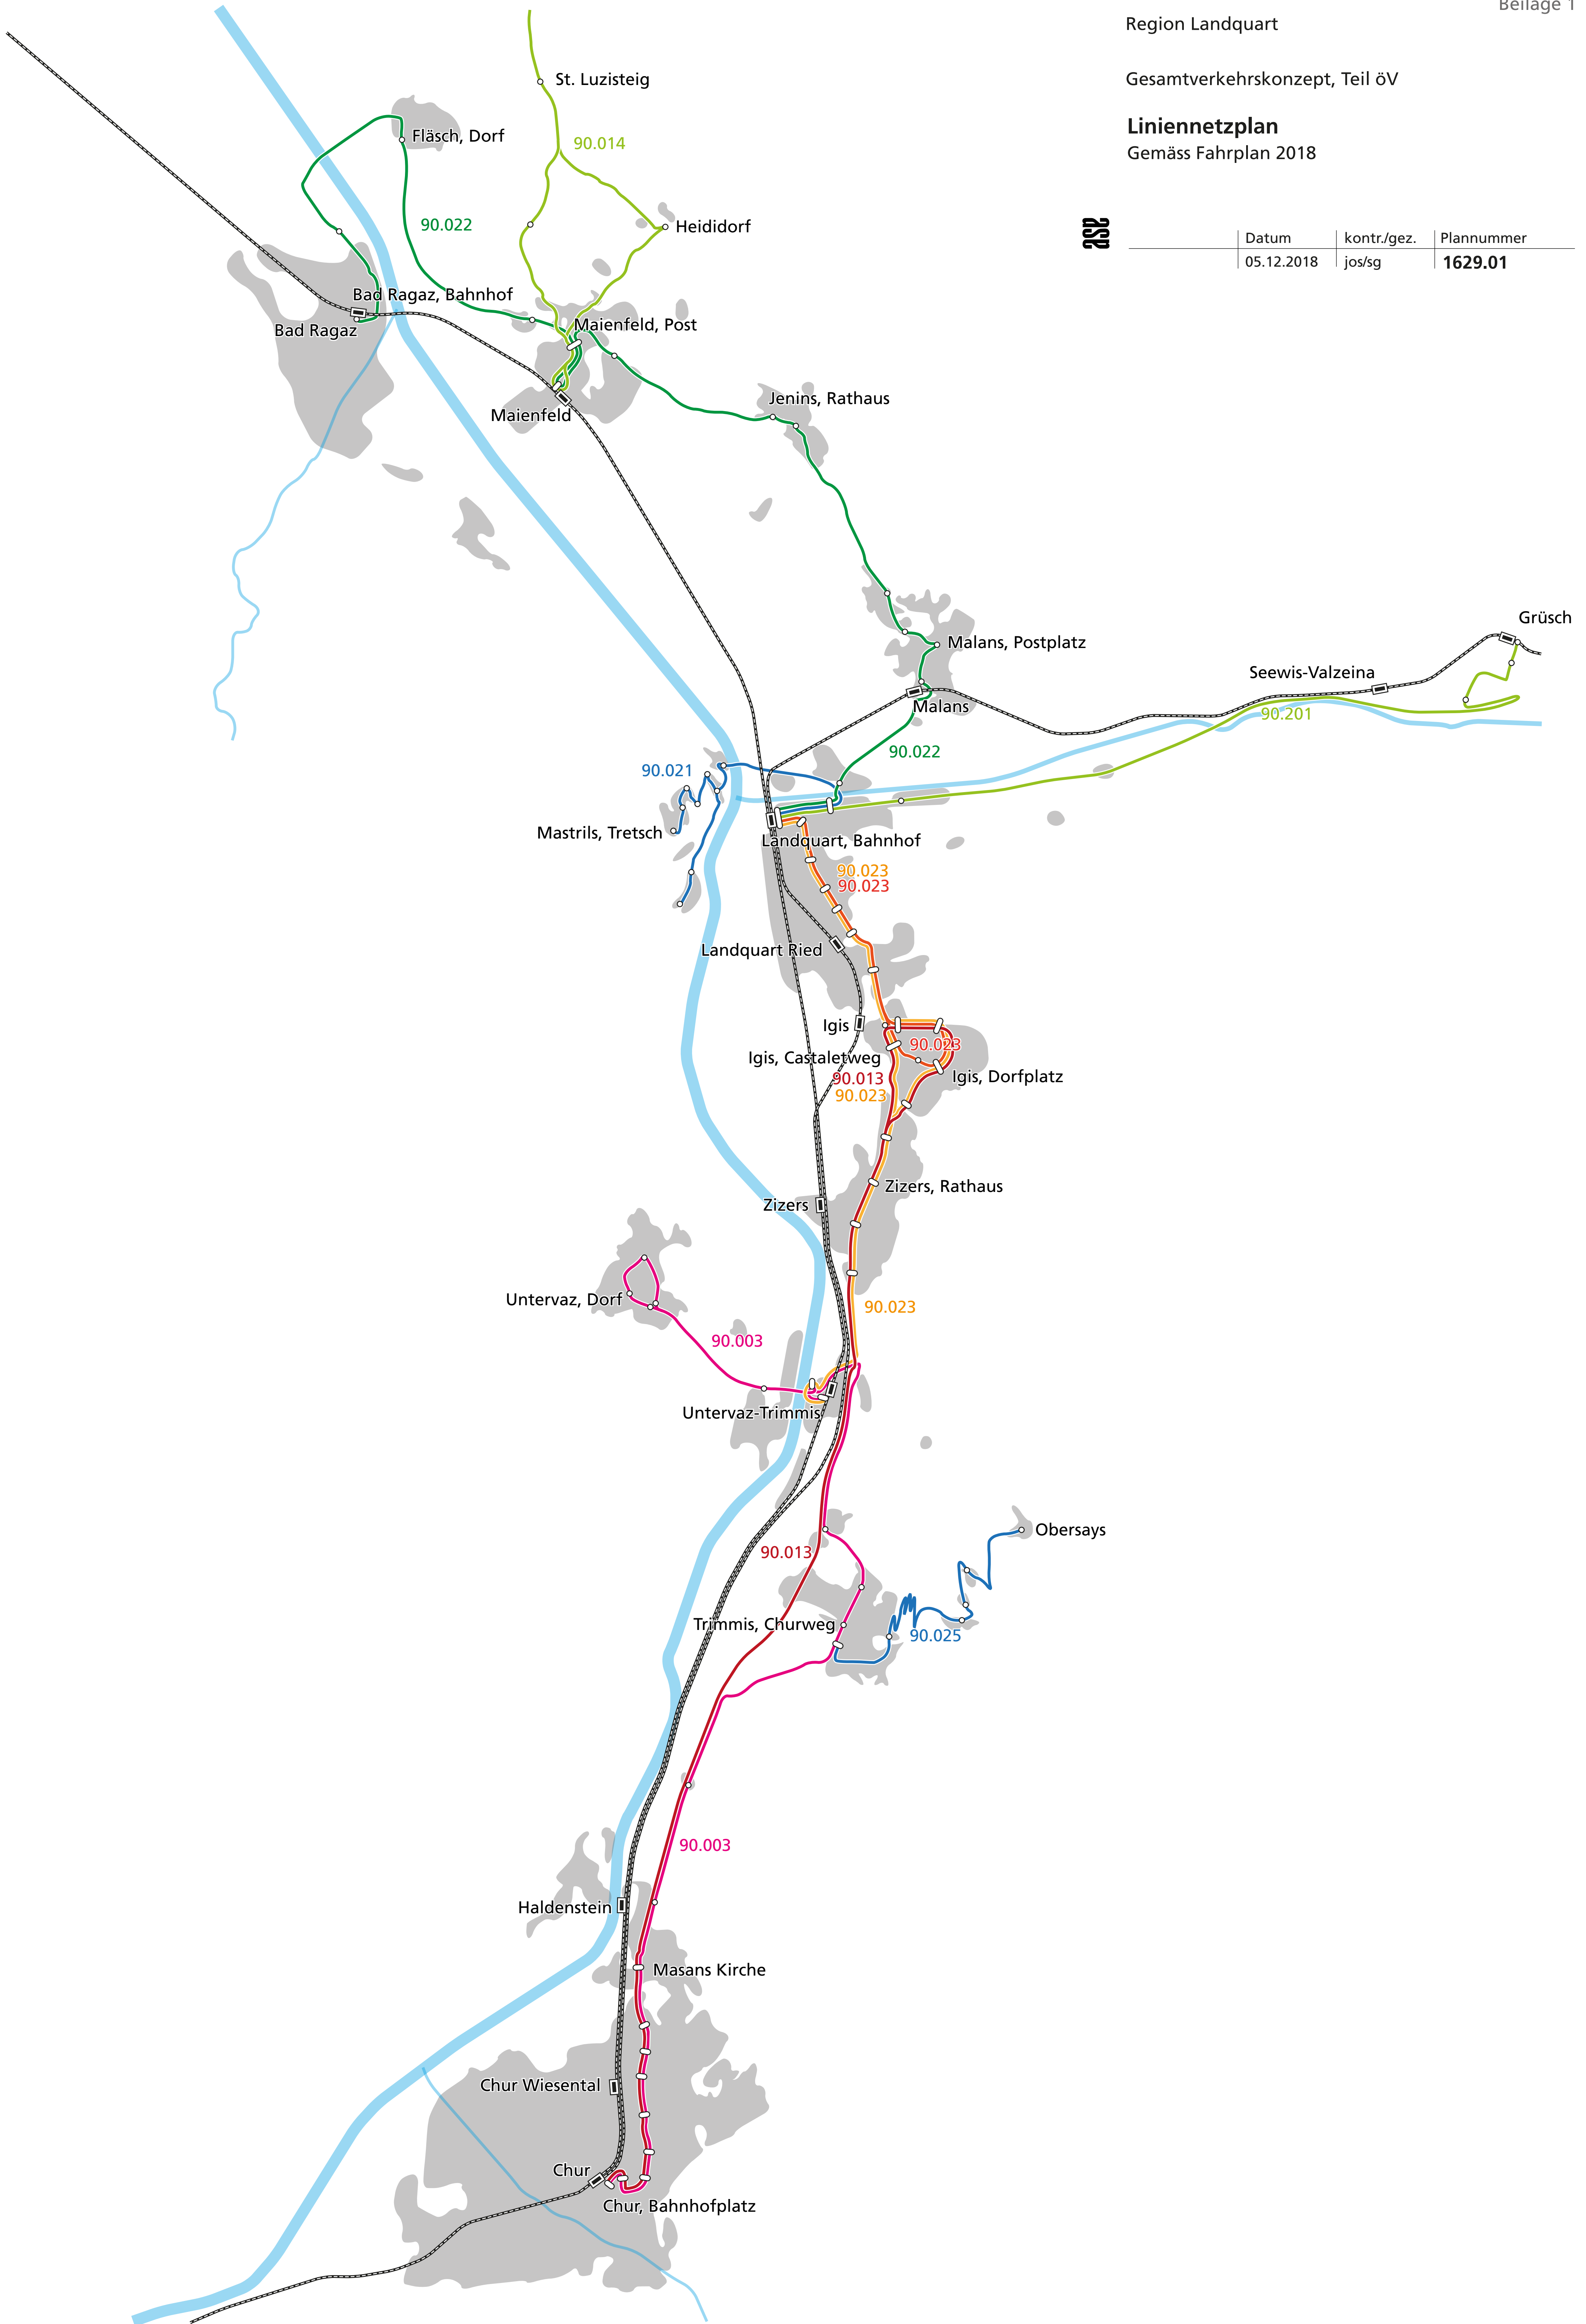 Beilage 1
Region Landquart
Gesamtverkehrskonzept, Teil öV
Liniennetzplan
Gemäss Fahrplan 2018
asa
Datum
kontr./gez.
Plannummer
05.12.2018
jos/sg
1629.01
St. Luzisteig
Fläsch, Dorf
90.014
90.022
Heididorf
Bad Ragaz, Bahnhof
Bad Ragaz
Maienfeld, Post
Maienfeld
Jenins, Rathaus
Grüsch
Malans, Postplatz
Seewis-Valzeina
Malans
90.201
90.022
90.021
Mastrils, Tretsch
Landquart, Bahnhof
90.023
90.023
Landquart Ried
Igis
90.023
Igis, Castaletweg
Igis, Dorfplatz
90.013
90.023
Zizers, Rathaus
Zizers
Untervaz, Dorf
90.023
90.003
Untervaz-Trimmis
Obersays
90.013
Trimmis, Churweg
90.025
90.003
Haldenstein
Masans Kirche
Chur Wiesental
Chur
Chur, Bahnhofplatz